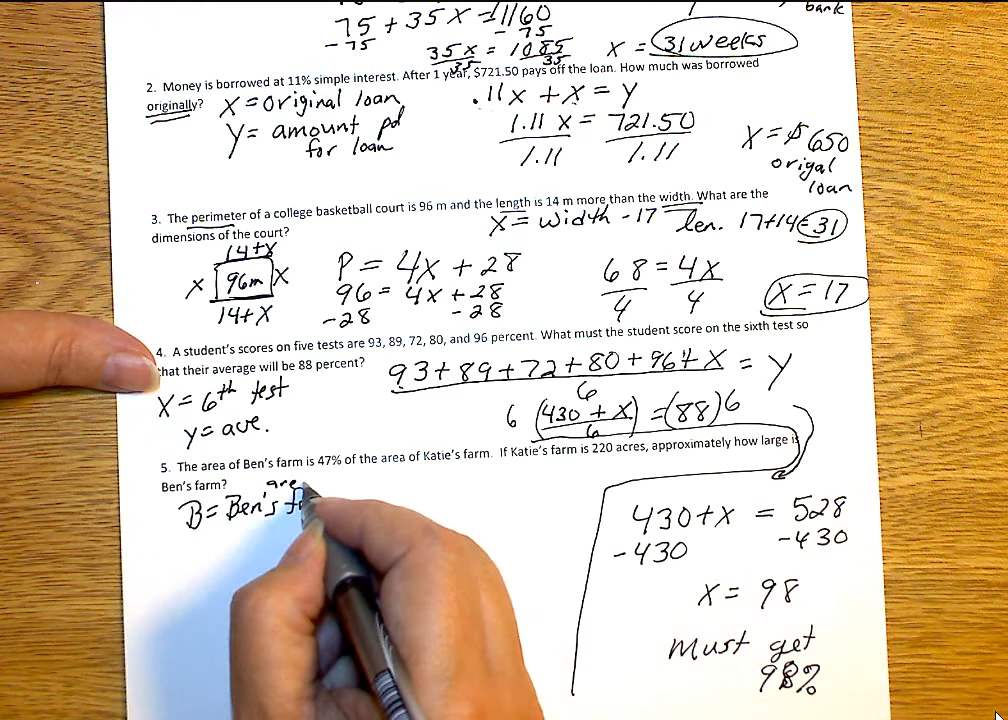 bank
75 + 35x = 1160
-75 -75
35x = 1085
35 35
x = 31 weeks
2. Money is borrowed at 11% simple interest. After 1 year, $721.50 pays off the loan. How much was borrowed
originally?
x = original loan
y = amount pd
for loan
.11x + x = y
1.11 x = 721.50
1.11 1.11
x = $650
origal
loan
3. The perimeter of a college basketball court is 96 m and the length is 14 m more than the width. What are the
dimensions of the court?
x = width - 17 len. 17+14=31
14+x
x 96m x
14+x
P = 4x + 28
96 = 4x + 28
-28 -28
68 = 4x
4 4
x = 17
4. A student's scores on five tests are 93, 89, 72, 80, and 96 percent. What must the student score on the sixth test so
that their average will be 88 percent?
x = 6th test
y = ave.
93+89+72+80+96+x = y
6
6 (430 + x) = (88)6
6
430+x = 528
-430 -430
x = 98
Must get
98%
5. The area of Ben's farm is 47% of the area of Katie's farm. If Katie's farm is 220 acres, approximately how large is
Ben's farm?
are
B = Ben's f